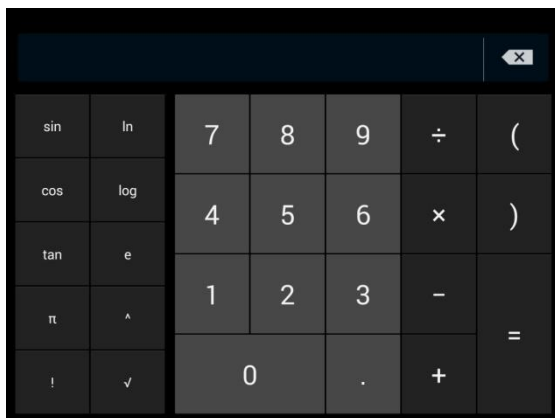 sin ln 7 8 9 ÷ (
cos log 4 5 6 × )
tan e 1 2 3 −
π ^ =
! √ 0 . +